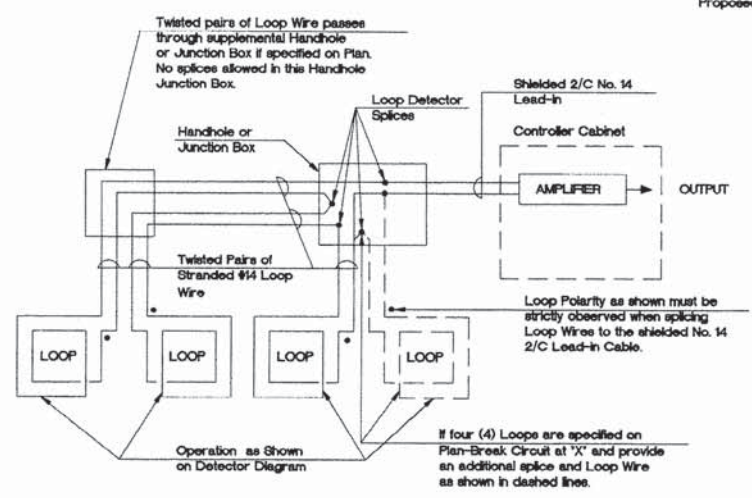 Proposed
Twisted pairs of Loop Wire passes
through supplemental Handhole
or Junction Box if specified on Plan.
No splices allowed in this Handhole
Junction Box.
Loop Detector
Splices
Shielded 2/C No. 14
Lead-in
Handhole or
Junction Box
Controller Cabinet
AMPLIFIER
OUTPUT
Twisted Pairs of
Stranded #14 Loop
Wire
Loop Polarity as shown must be
strictly observed when splicing
Loop Wires to the shielded No. 14
2/C Lead-in Cable.
LOOP
LOOP
LOOP
LOOP
Operation as Shown
on Detector Diagram
If four (4) Loops are specified on
Plan-Break Circuit at "X" and provide
an additional splice and Loop Wire
as shown in dashed lines.